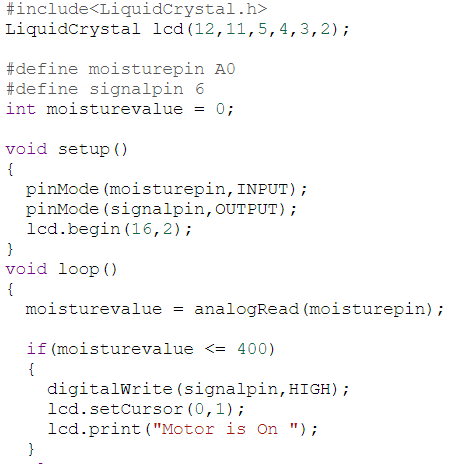 #include<LiquidCrystal.h>
LiquidCrystal lcd(12,11,5,4,3,2);

#define moisturepin A0
#define signalpin 6
int moisturevalue = 0;

void setup()
{
  pinMode(moisturepin,INPUT);
  pinMode(signalpin,OUTPUT);
  lcd.begin(16,2);
}
void loop()
{
  moisturevalue = analogRead(moisturepin);

  if(moisturevalue <= 400)
  {
    digitalWrite(signalpin,HIGH);
    lcd.setCursor(0,1);
    lcd.print("Motor is On ");
  }